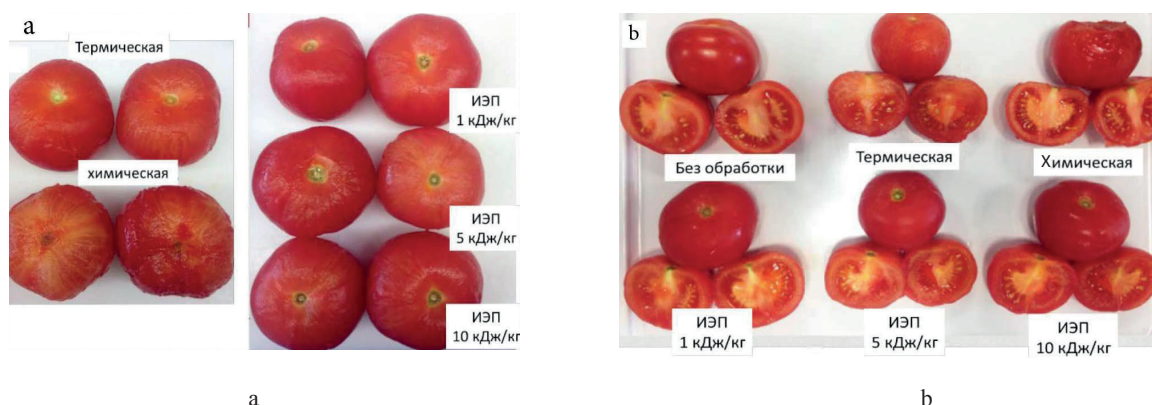 a
Термическая
химическая
ИЭП
1 кДж/кг
ИЭП
5 кДж/кг
ИЭП
10 кДж/кг
b
Без обработки
Термическая
Химическая
ИЭП
1 кДж/кг
ИЭП
5 кДж/кг
ИЭП
10 кДж/кг
a
b